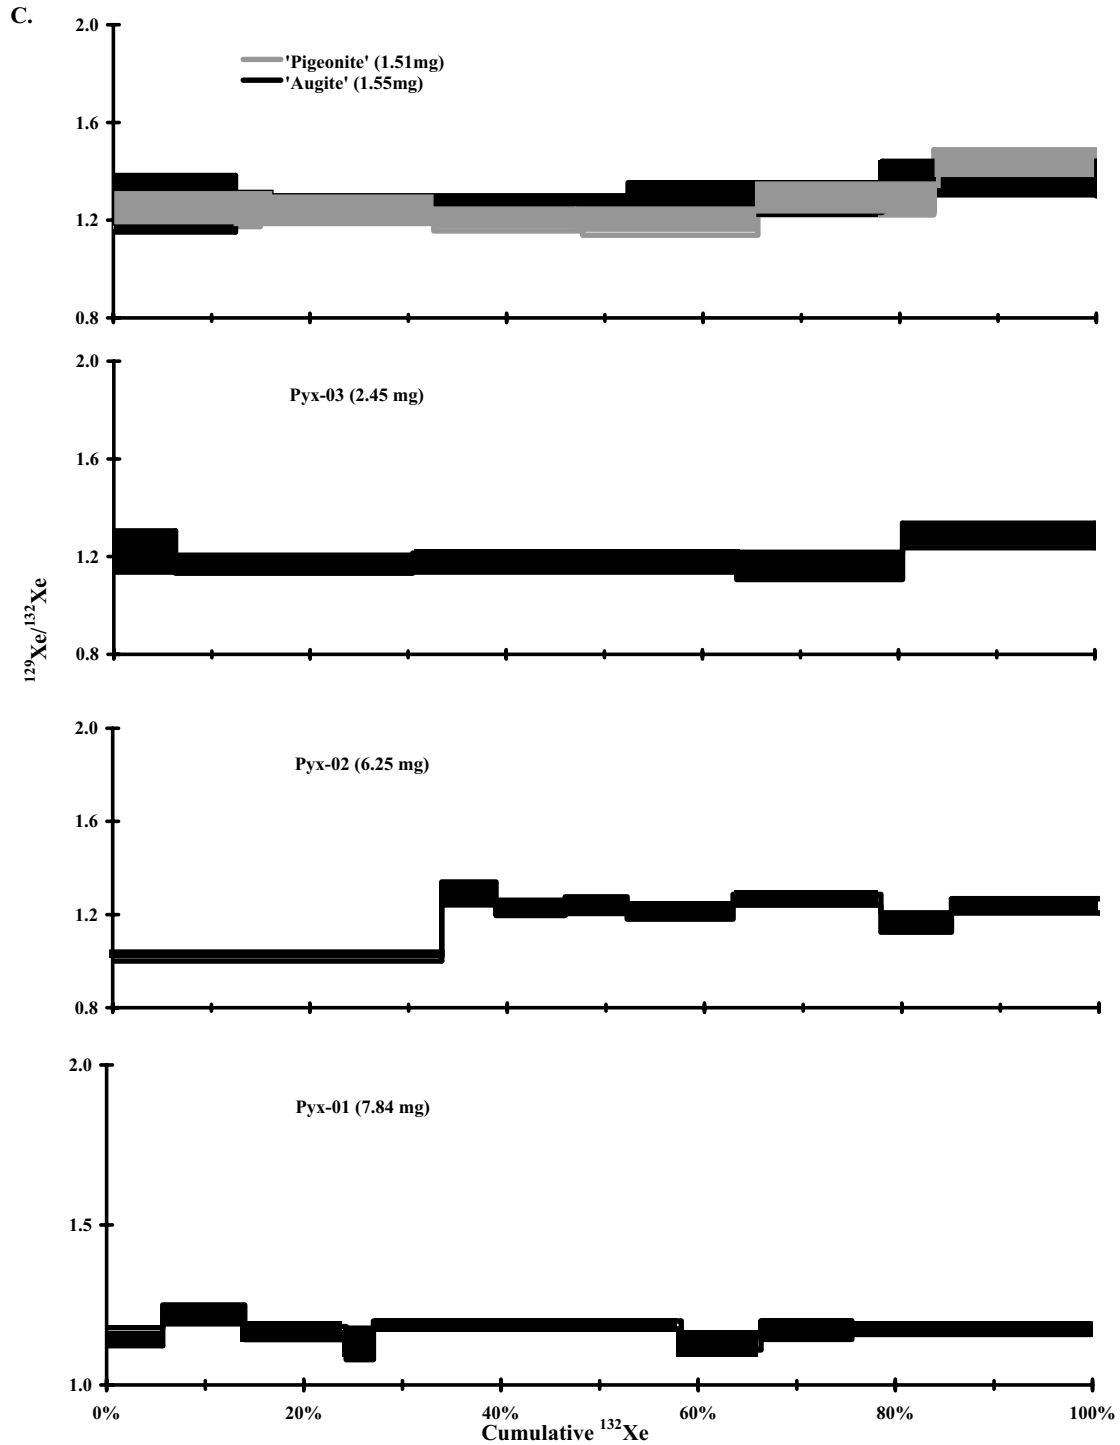 C.
2.0
'Pigeonite' (1.51mg)
'Augite' (1.55mg)
1.6
1.2
0.8
2.0
Pyx-03 (2.45 mg)
1.6
1.2
0.8
¹²⁹Xe/¹³²Xe
2.0
Pyx-02 (6.25 mg)
1.6
1.2
0.8
2.0
Pyx-01 (7.84 mg)
1.5
1.0
0% 20% 40% 60% 80% 100%
Cumulative ¹³²Xe